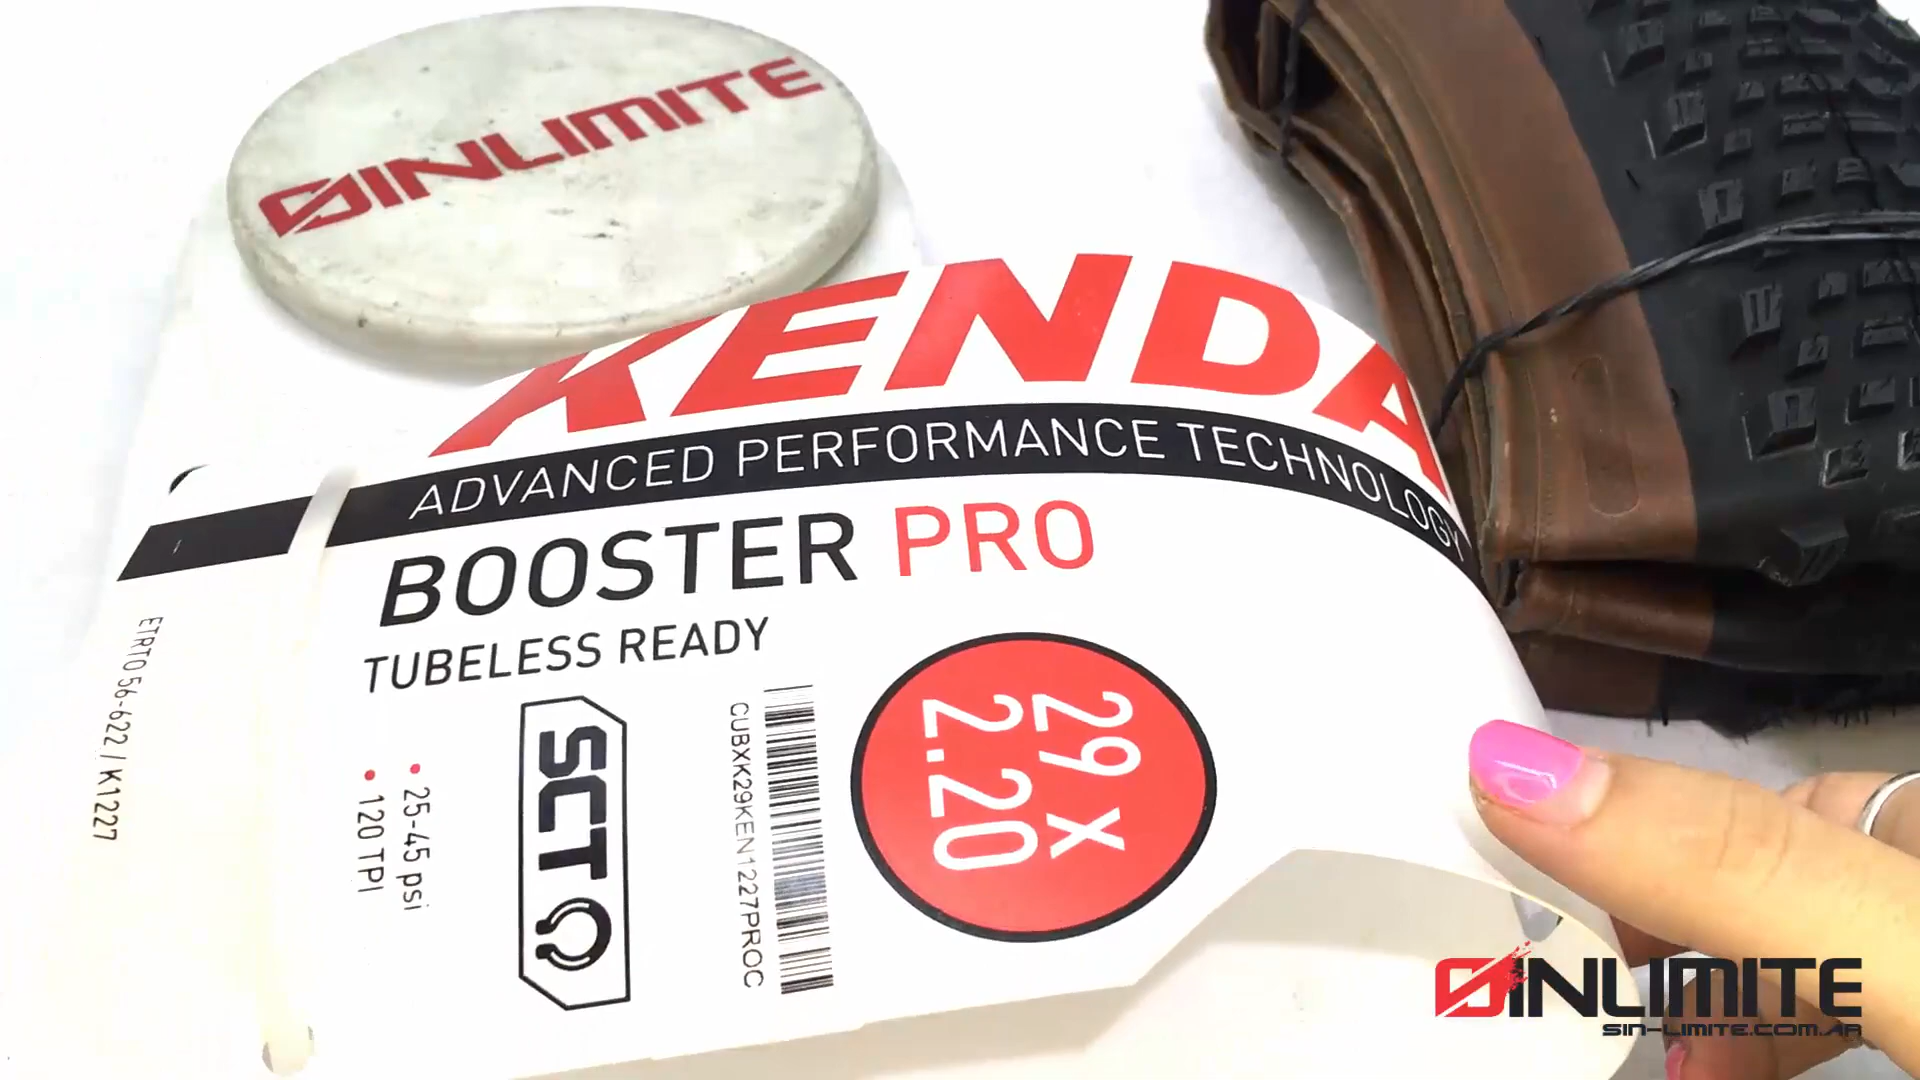 SINLIMITE
KENDA
ADVANCED PERFORMANCE TECHNOLOGY
BOOSTER PRO
TUBELESS READY
ETRTO 56-622 / K1227
• 25-45 psi
• 120 TPI
SCT
CUBXK29KEN1227PROC
29 x
2.20
SINLIMITE
SIN-LIMITE.COM.AR